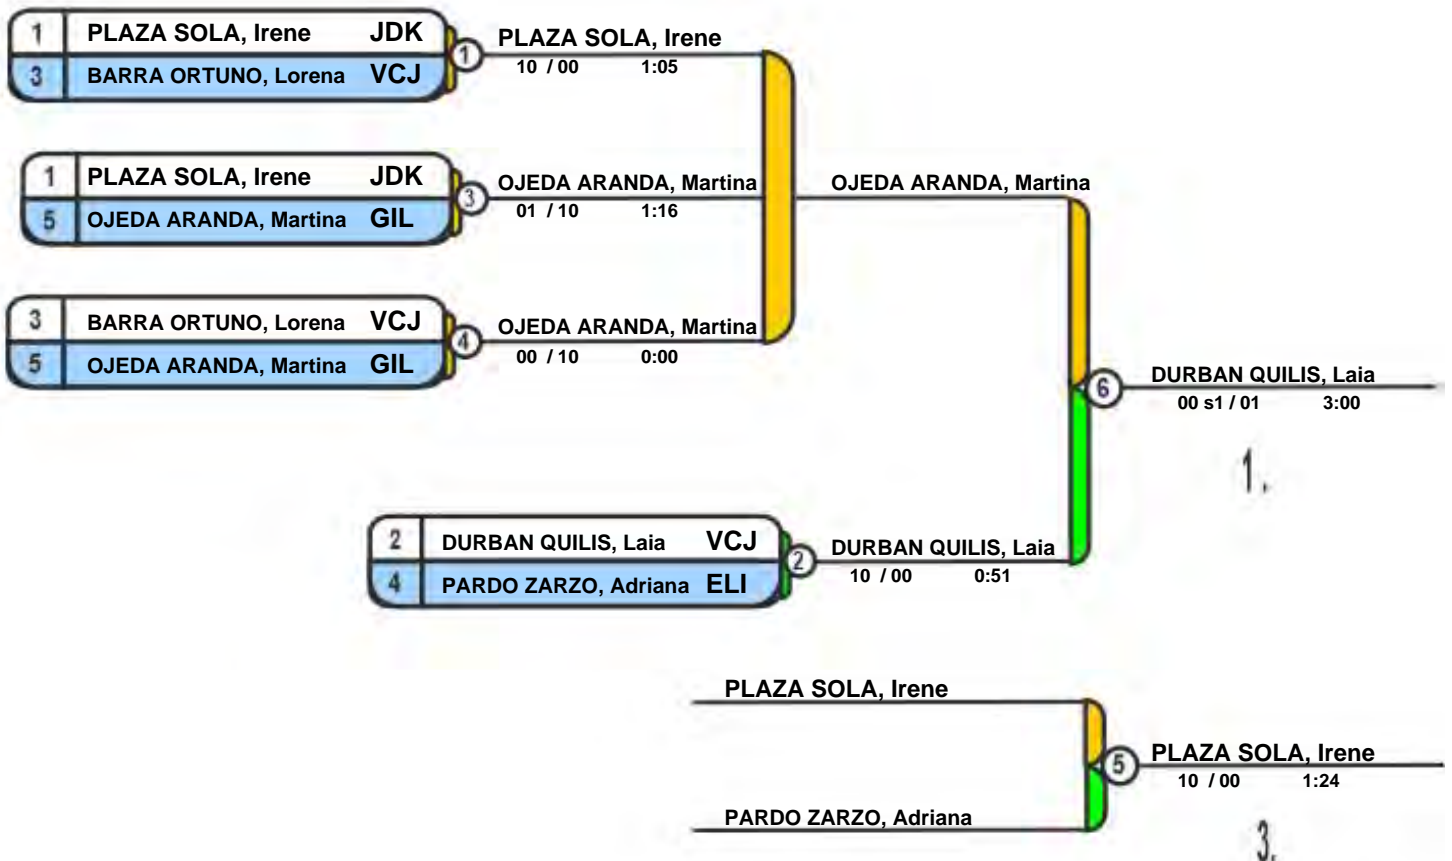 1 PLAZA SOLA, Irene JDK
3 BARRA ORTUNO, Lorena VCJ
1 PLAZA SOLA, Irene
10 / 00 1:05
1 PLAZA SOLA, Irene JDK
5 OJEDA ARANDA, Martina GIL
3 OJEDA ARANDA, Martina
01 / 10 1:16
OJEDA ARANDA, Martina
3 BARRA ORTUNO, Lorena VCJ
5 OJEDA ARANDA, Martina GIL
4 OJEDA ARANDA, Martina
00 / 10 0:00
6 DURBAN QUILIS, Laia
00 s1 / 01 3:00
1.
2 DURBAN QUILIS, Laia VCJ
4 PARDO ZARZO, Adriana ELI
2 DURBAN QUILIS, Laia
10 / 00 0:51
PLAZA SOLA, Irene
PARDO ZARZO, Adriana
5 PLAZA SOLA, Irene
10 / 00 1:24
3.